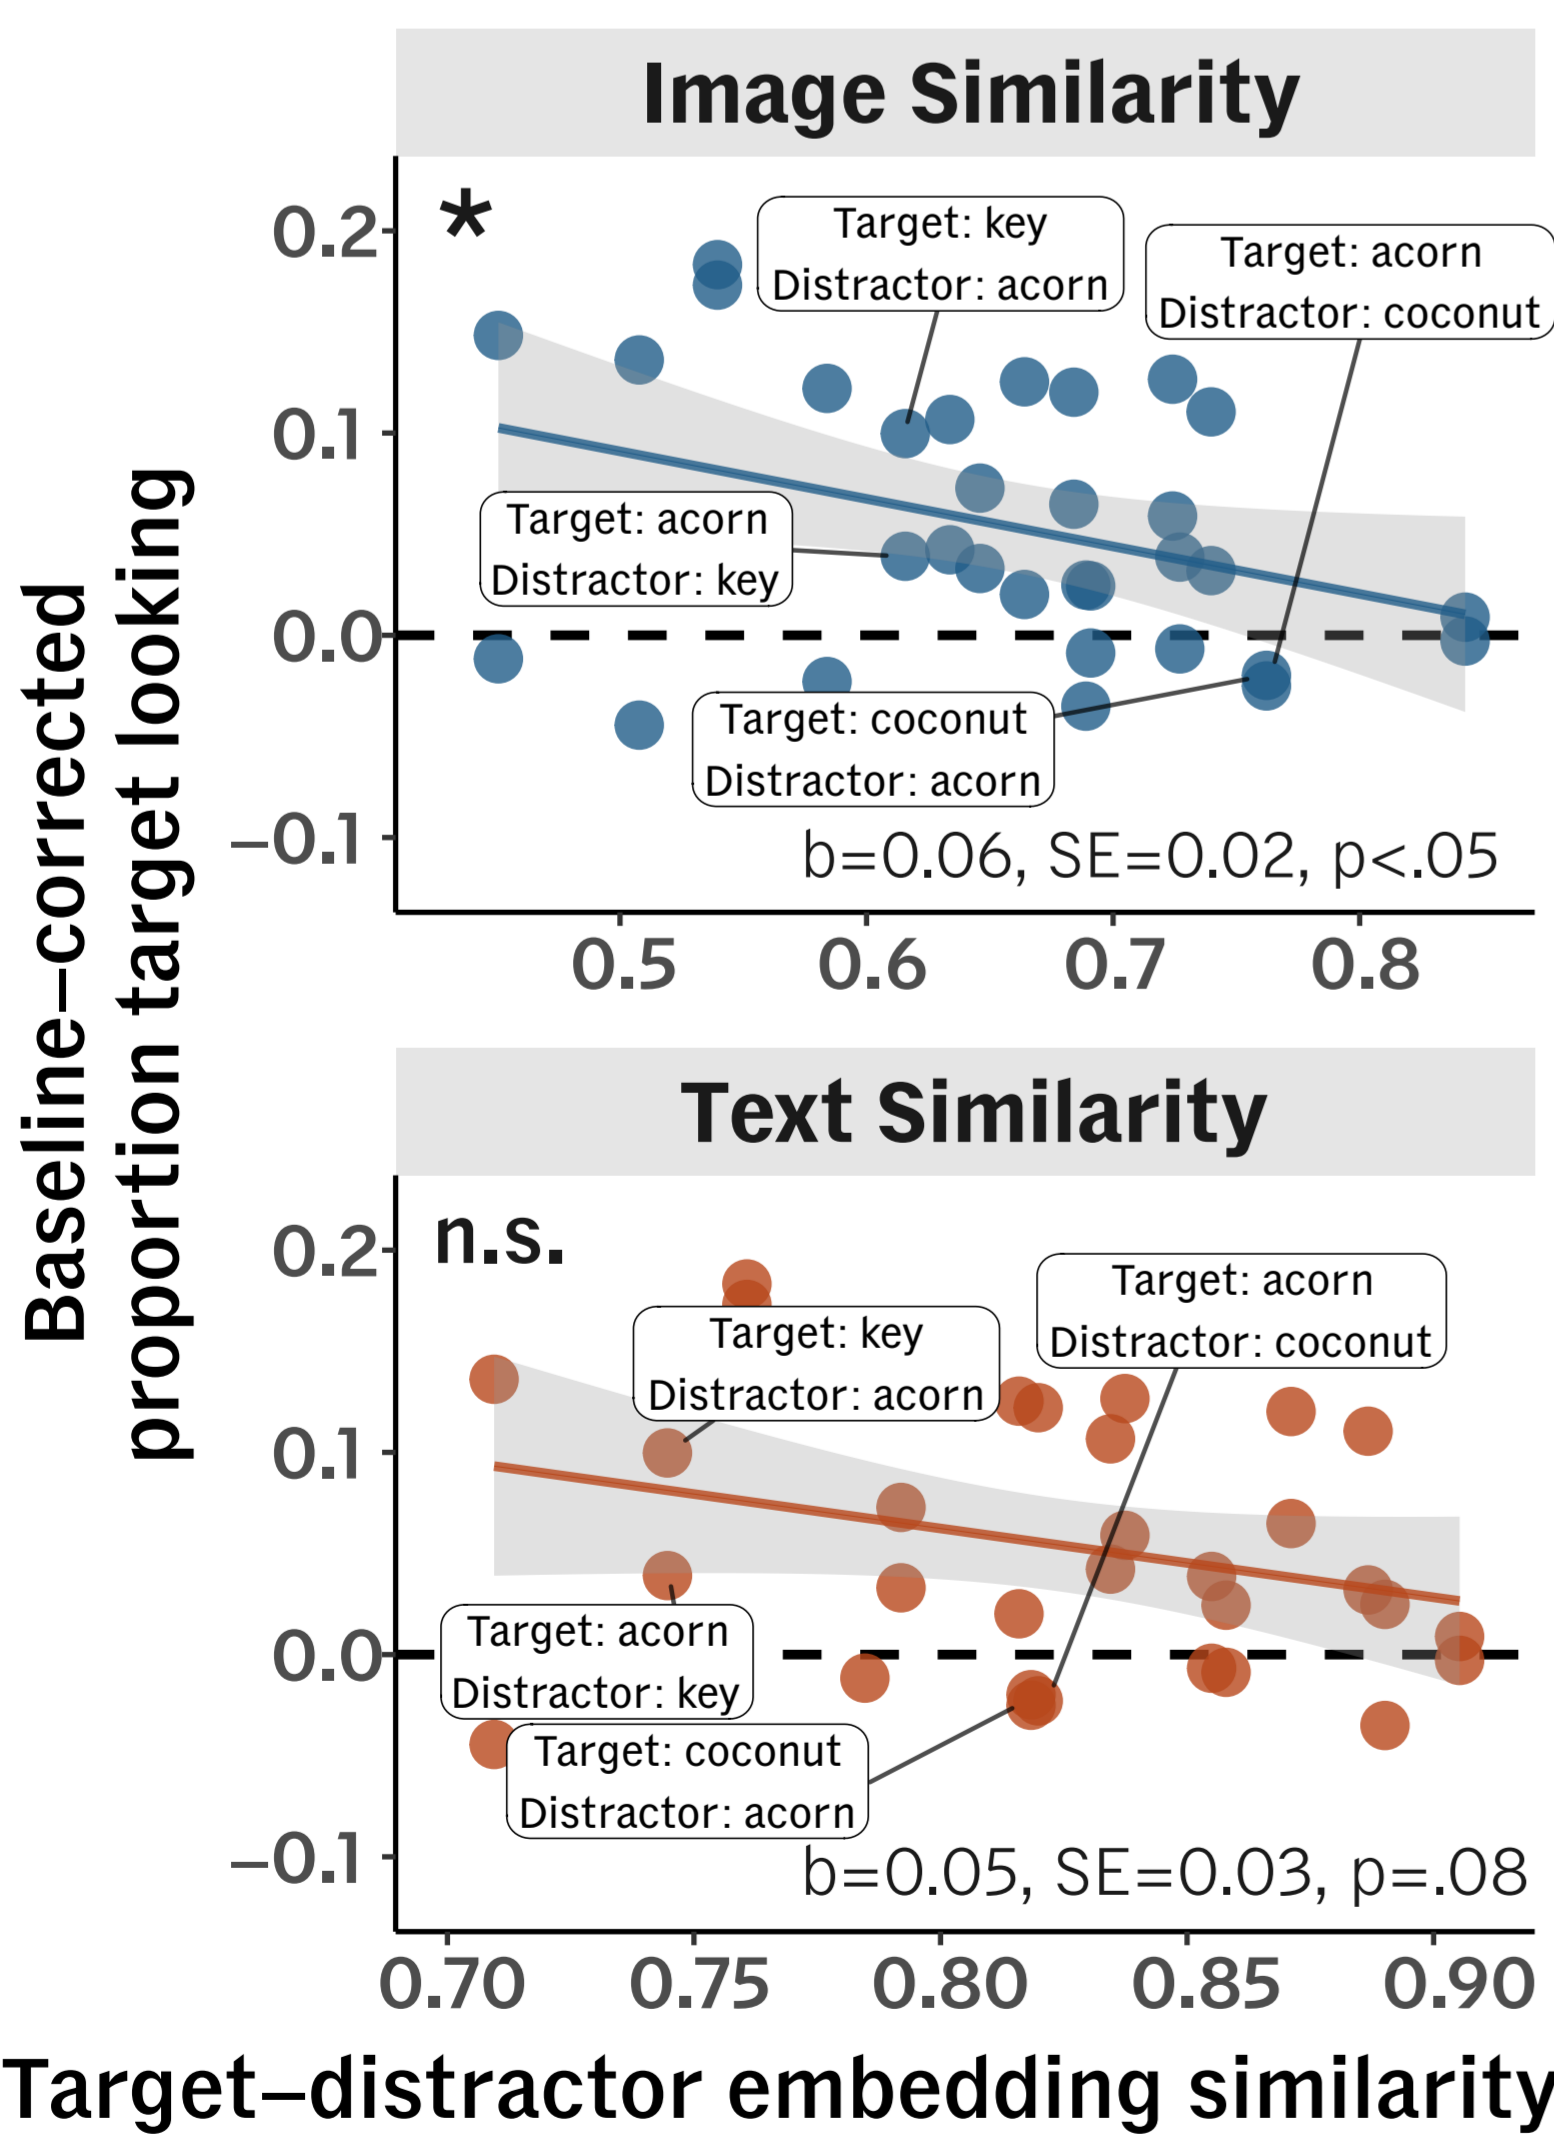 Image Similarity
*
Target: key
Distractor: acorn
Target: acorn
Distractor: coconut
Target: acorn
Distractor: key
Target: coconut
Distractor: acorn
b=0.06, SE=0.02, p<.05
0.2
0.1
0.0
−0.1
0.5 0.6 0.7 0.8
Baseline−corrected
proportion target looking
Text Similarity
n.s.
Target: key
Distractor: acorn
Target: acorn
Distractor: coconut
Target: acorn
Distractor: key
Target: coconut
Distractor: acorn
b=0.05, SE=0.03, p=.08
0.2
0.1
0.0
−0.1
0.70 0.75 0.80 0.85 0.90
Target−distractor embedding similarity